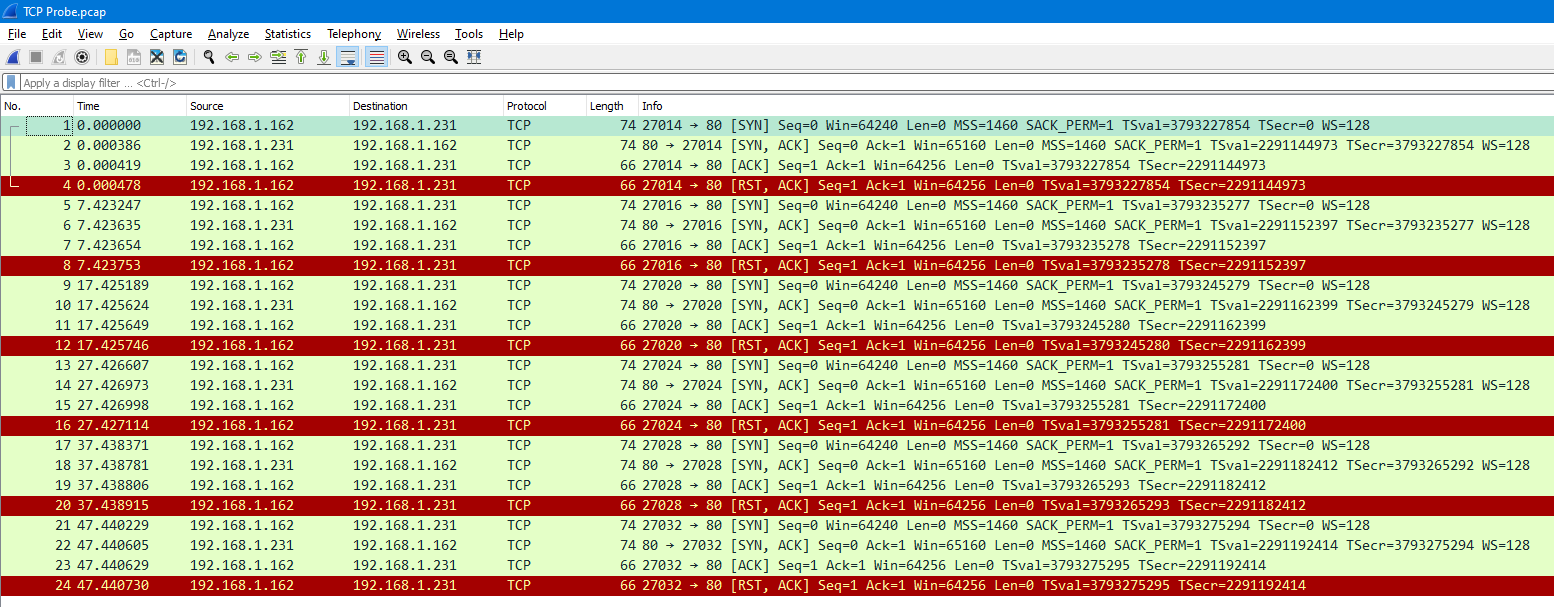 TCP Probe.pcap
File Edit View Go Capture Analyze Statistics Telephony Wireless Tools Help
Apply a display filter ... <Ctrl-/>
No. Time Source Destination Protocol Length Info
1 0.000000 192.168.1.162 192.168.1.231 TCP 74 27014 → 80 [SYN] Seq=0 Win=64240 Len=0 MSS=1460 SACK_PERM=1 TSval=3793227854 TSecr=0 WS=128
2 0.000386 192.168.1.231 192.168.1.162 TCP 74 80 → 27014 [SYN, ACK] Seq=0 Ack=1 Win=65160 Len=0 MSS=1460 SACK_PERM=1 TSval=2291144973 TSecr=3793227854 WS=128
3 0.000419 192.168.1.162 192.168.1.231 TCP 66 27014 → 80 [ACK] Seq=1 Ack=1 Win=64256 Len=0 TSval=3793227854 TSecr=2291144973
4 0.000478 192.168.1.162 192.168.1.231 TCP 66 27014 → 80 [RST, ACK] Seq=1 Ack=1 Win=64256 Len=0 TSval=3793227854 TSecr=2291144973
5 7.423247 192.168.1.162 192.168.1.231 TCP 74 27016 → 80 [SYN] Seq=0 Win=64240 Len=0 MSS=1460 SACK_PERM=1 TSval=3793235277 TSecr=0 WS=128
6 7.423635 192.168.1.231 192.168.1.162 TCP 74 80 → 27016 [SYN, ACK] Seq=0 Ack=1 Win=65160 Len=0 MSS=1460 SACK_PERM=1 TSval=2291152397 TSecr=3793235277 WS=128
7 7.423654 192.168.1.162 192.168.1.231 TCP 66 27016 → 80 [ACK] Seq=1 Ack=1 Win=64256 Len=0 TSval=3793235278 TSecr=2291152397
8 7.423753 192.168.1.162 192.168.1.231 TCP 66 27016 → 80 [RST, ACK] Seq=1 Ack=1 Win=64256 Len=0 TSval=3793235278 TSecr=2291152397
9 17.425189 192.168.1.162 192.168.1.231 TCP 74 27020 → 80 [SYN] Seq=0 Win=64240 Len=0 MSS=1460 SACK_PERM=1 TSval=3793245279 TSecr=0 WS=128
10 17.425624 192.168.1.231 192.168.1.162 TCP 74 80 → 27020 [SYN, ACK] Seq=0 Ack=1 Win=65160 Len=0 MSS=1460 SACK_PERM=1 TSval=2291162399 TSecr=3793245279 WS=128
11 17.425649 192.168.1.162 192.168.1.231 TCP 66 27020 → 80 [ACK] Seq=1 Ack=1 Win=64256 Len=0 TSval=3793245280 TSecr=2291162399
12 17.425746 192.168.1.162 192.168.1.231 TCP 66 27020 → 80 [RST, ACK] Seq=1 Ack=1 Win=64256 Len=0 TSval=3793245280 TSecr=2291162399
13 27.426607 192.168.1.162 192.168.1.231 TCP 74 27024 → 80 [SYN] Seq=0 Win=64240 Len=0 MSS=1460 SACK_PERM=1 TSval=3793255281 TSecr=0 WS=128
14 27.426973 192.168.1.231 192.168.1.162 TCP 74 80 → 27024 [SYN, ACK] Seq=0 Ack=1 Win=65160 Len=0 MSS=1460 SACK_PERM=1 TSval=2291172400 TSecr=3793255281 WS=128
15 27.426998 192.168.1.162 192.168.1.231 TCP 66 27024 → 80 [ACK] Seq=1 Ack=1 Win=64256 Len=0 TSval=3793255281 TSecr=2291172400
16 27.427114 192.168.1.162 192.168.1.231 TCP 66 27024 → 80 [RST, ACK] Seq=1 Ack=1 Win=64256 Len=0 TSval=3793255281 TSecr=2291172400
17 37.438371 192.168.1.162 192.168.1.231 TCP 74 27028 → 80 [SYN] Seq=0 Win=64240 Len=0 MSS=1460 SACK_PERM=1 TSval=3793265292 TSecr=0 WS=128
18 37.438781 192.168.1.231 192.168.1.162 TCP 74 80 → 27028 [SYN, ACK] Seq=0 Ack=1 Win=65160 Len=0 MSS=1460 SACK_PERM=1 TSval=2291182412 TSecr=3793265292 WS=128
19 37.438806 192.168.1.162 192.168.1.231 TCP 66 27028 → 80 [ACK] Seq=1 Ack=1 Win=64256 Len=0 TSval=3793265293 TSecr=2291182412
20 37.438915 192.168.1.162 192.168.1.231 TCP 66 27028 → 80 [RST, ACK] Seq=1 Ack=1 Win=64256 Len=0 TSval=3793265293 TSecr=2291182412
21 47.440229 192.168.1.162 192.168.1.231 TCP 74 27032 → 80 [SYN] Seq=0 Win=64240 Len=0 MSS=1460 SACK_PERM=1 TSval=3793275294 TSecr=0 WS=128
22 47.440605 192.168.1.231 192.168.1.162 TCP 74 80 → 27032 [SYN, ACK] Seq=0 Ack=1 Win=65160 Len=0 MSS=1460 SACK_PERM=1 TSval=2291192414 TSecr=3793275294 WS=128
23 47.440629 192.168.1.162 192.168.1.231 TCP 66 27032 → 80 [ACK] Seq=1 Ack=1 Win=64256 Len=0 TSval=3793275295 TSecr=2291192414
24 47.440730 192.168.1.162 192.168.1.231 TCP 66 27032 → 80 [RST, ACK] Seq=1 Ack=1 Win=64256 Len=0 TSval=3793275295 TSecr=2291192414